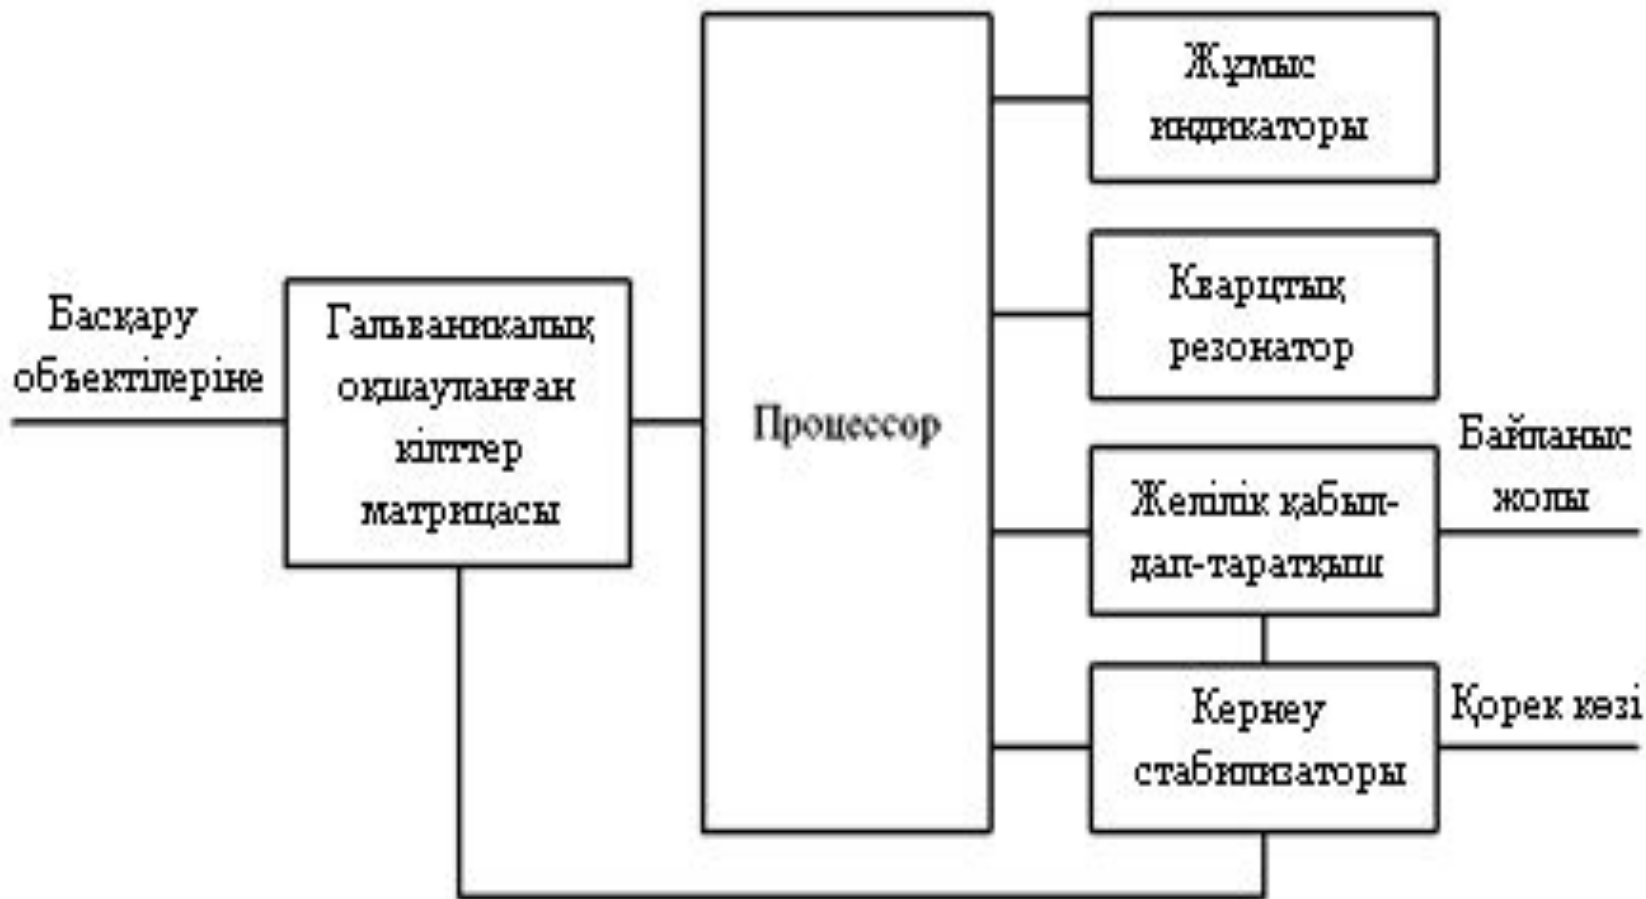 Басқару
объектілеріне
Гальваникалық
оқшауланған
кілттер
матрицасы
Процессор
Жұмыс
индикаторы
Кварцтық
резонатор
Желілік қабыл-
дап-таратқыш
Байланыс
жолы
Кернеу
стабилизаторы
Қорек көзі